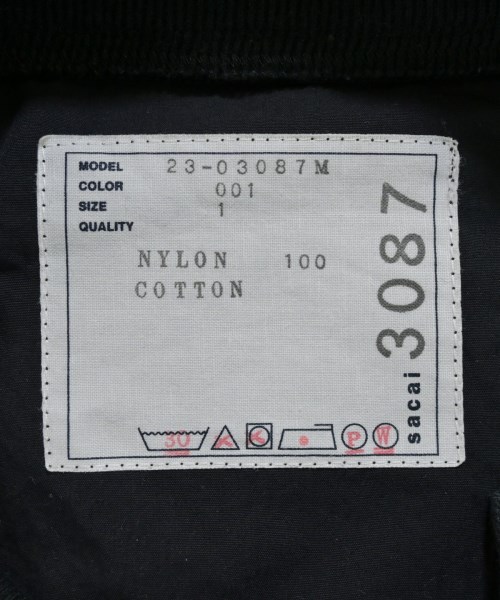 MODEL 23-03087M
COLOR 001
SIZE 1
QUALITY
NYLON 100
COTTON
30 P W
sacai 3087